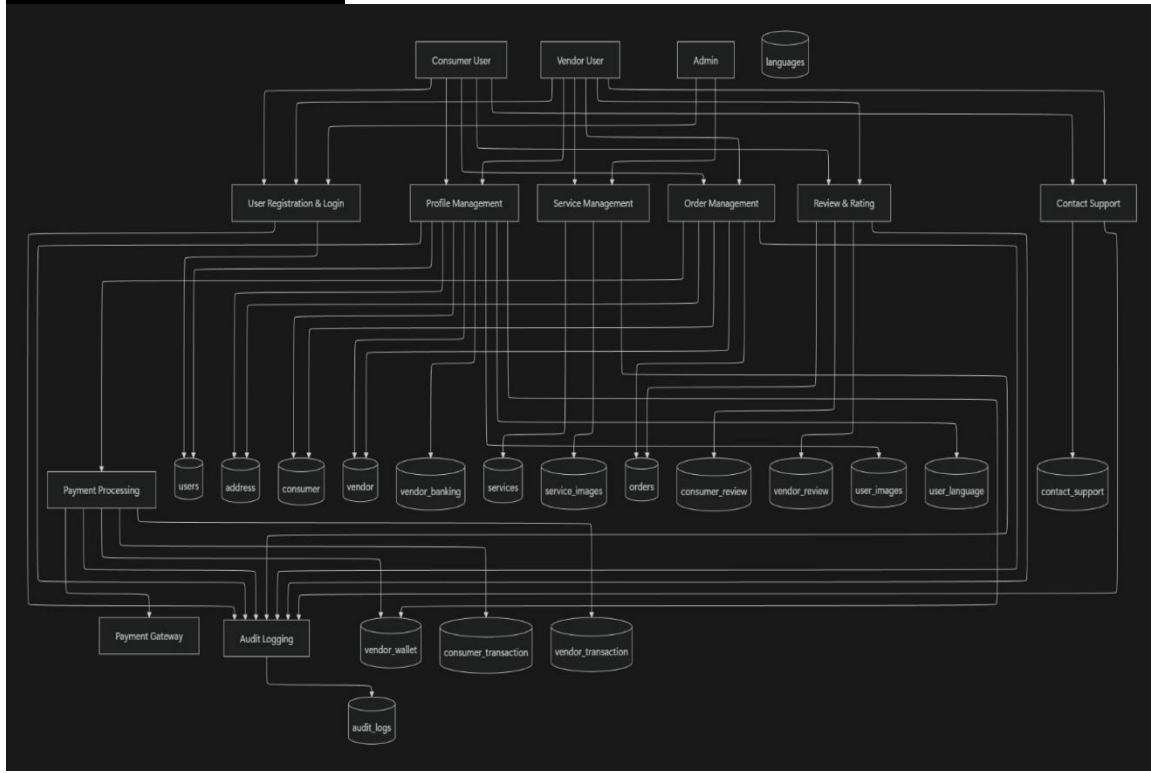 Consumer User
Vendor User
Admin
languages
User Registration & Login
Profile Management
Service Management
Order Management
Review & Rating
Contact Support
Payment Processing
users
address
consumer
vendor
vendor_banking
services
service_images
orders
consumer_review
vendor_review
user_images
user_language
contact_support
Payment Gateway
Audit Logging
vendor_wallet
consumer_transaction
vendor_transaction
audit_logs